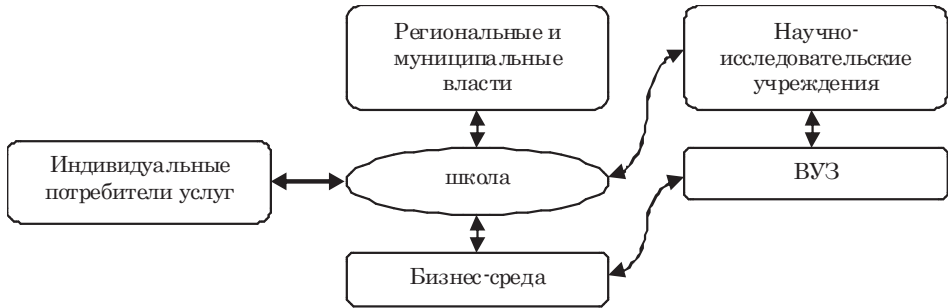 Региональные и
муниципальные
власти
Научно-
исследовательские
учреждения
Индивидуальные
потребители услуг
школа
ВУЗ
Бизнес-среда